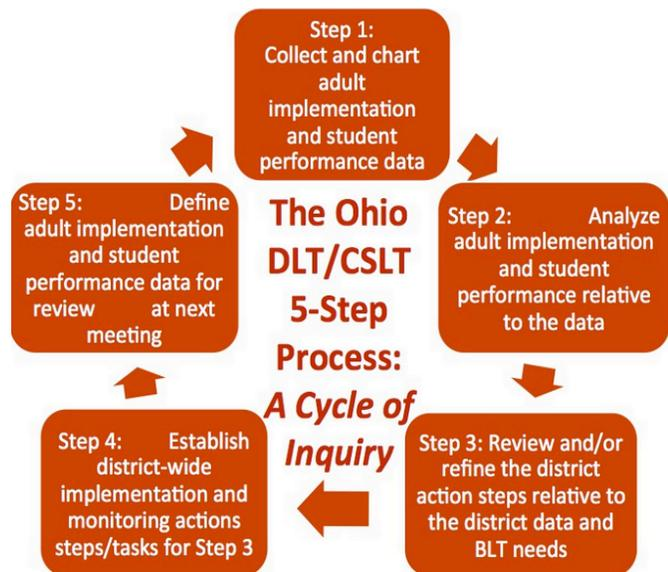 Step 1:
Collect and chart
adult
implementation
and student
performance data
Step 2: Analyze
adult implementation
and student
performance relative
to the data
Step 3: Review and/or
refine the district
action steps relative to
the district data and
BLT needs
Step 4: Establish
district-wide
implementation and
monitoring actions
steps/tasks for Step 3
Step 5: Define
adult implementation
and student
performance data for
review at next
meeting
The Ohio
DLT/CSLT
5-Step
Process:
A Cycle of
Inquiry